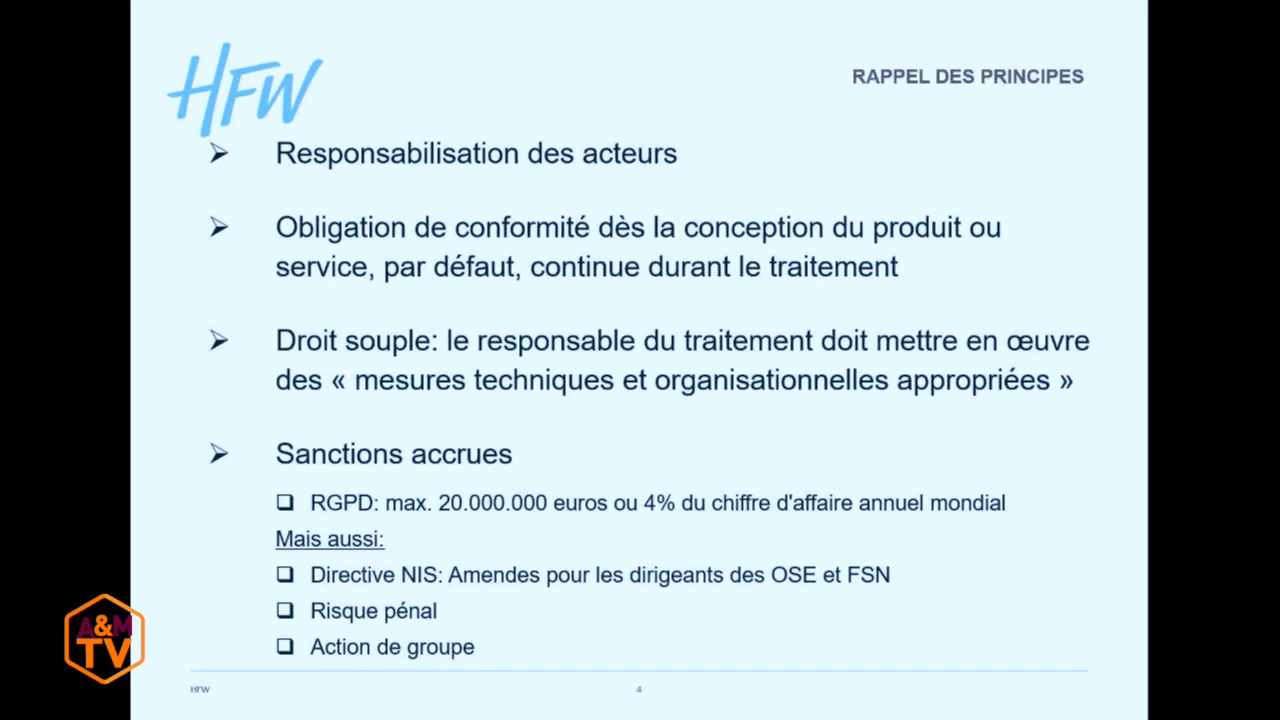 HFW
RAPPEL DES PRINCIPES
➢ Responsabilisation des acteurs
➢ Obligation de conformité dès la conception du produit ou
service, par défaut, continue durant le traitement
➢ Droit souple: le responsable du traitement doit mettre en œuvre
des « mesures techniques et organisationnelles appropriées »
➢ Sanctions accrues
❑ RGPD: max. 20.000.000 euros ou 4% du chiffre d'affaire annuel mondial
Mais aussi:
❑ Directive NIS: Amendes pour les dirigeants des OSE et FSN
❑ Risque pénal
❑ Action de groupe
A&M
TV
HFW
4